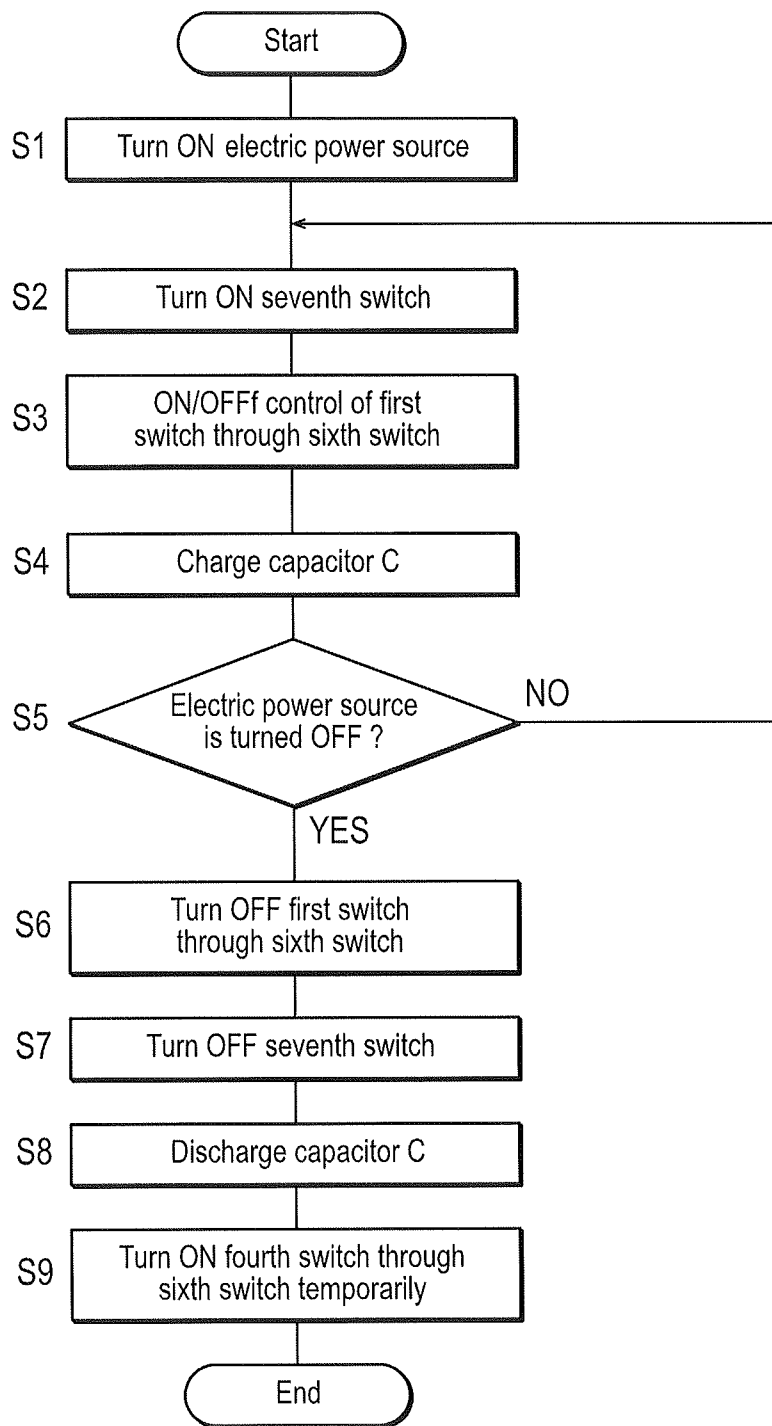 Start
S1
Turn ON electric power source
S2
Turn ON seventh switch
S3
ON/OFFf control of first
switch through sixth switch
S4
Charge capacitor C
S5
Electric power source
is turned OFF ?
NO
YES
S6
Turn OFF first switch
through sixth switch
S7
Turn OFF seventh switch
S8
Discharge capacitor C
S9
Turn ON fourth switch through
sixth switch temporarily
End